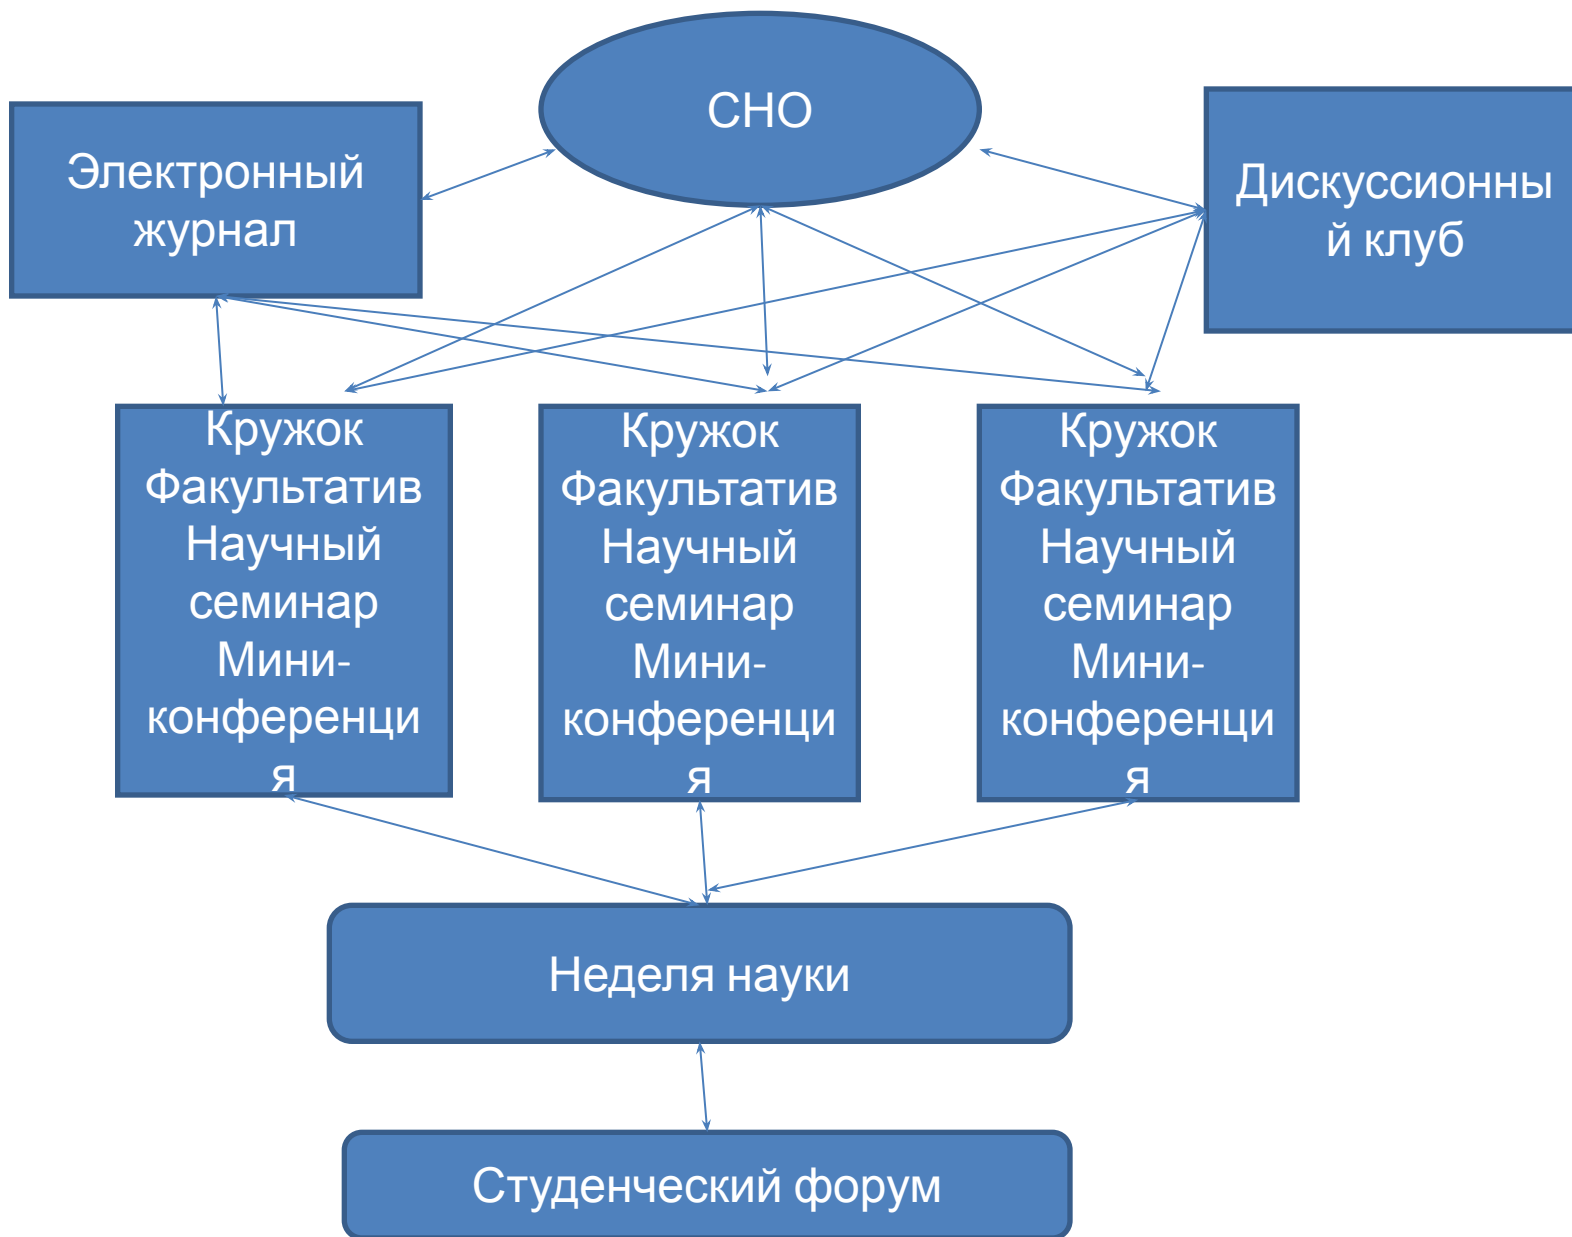 СНО
Электронный
журнал
Дискуссионны
й клуб
Кружок
Факультатив
Научный
семинар
Мини-
конференци
я
Кружок
Факультатив
Научный
семинар
Мини-
конференци
я
Кружок
Факультатив
Научный
семинар
Мини-
конференци
я
Неделя науки
Студенческий форум